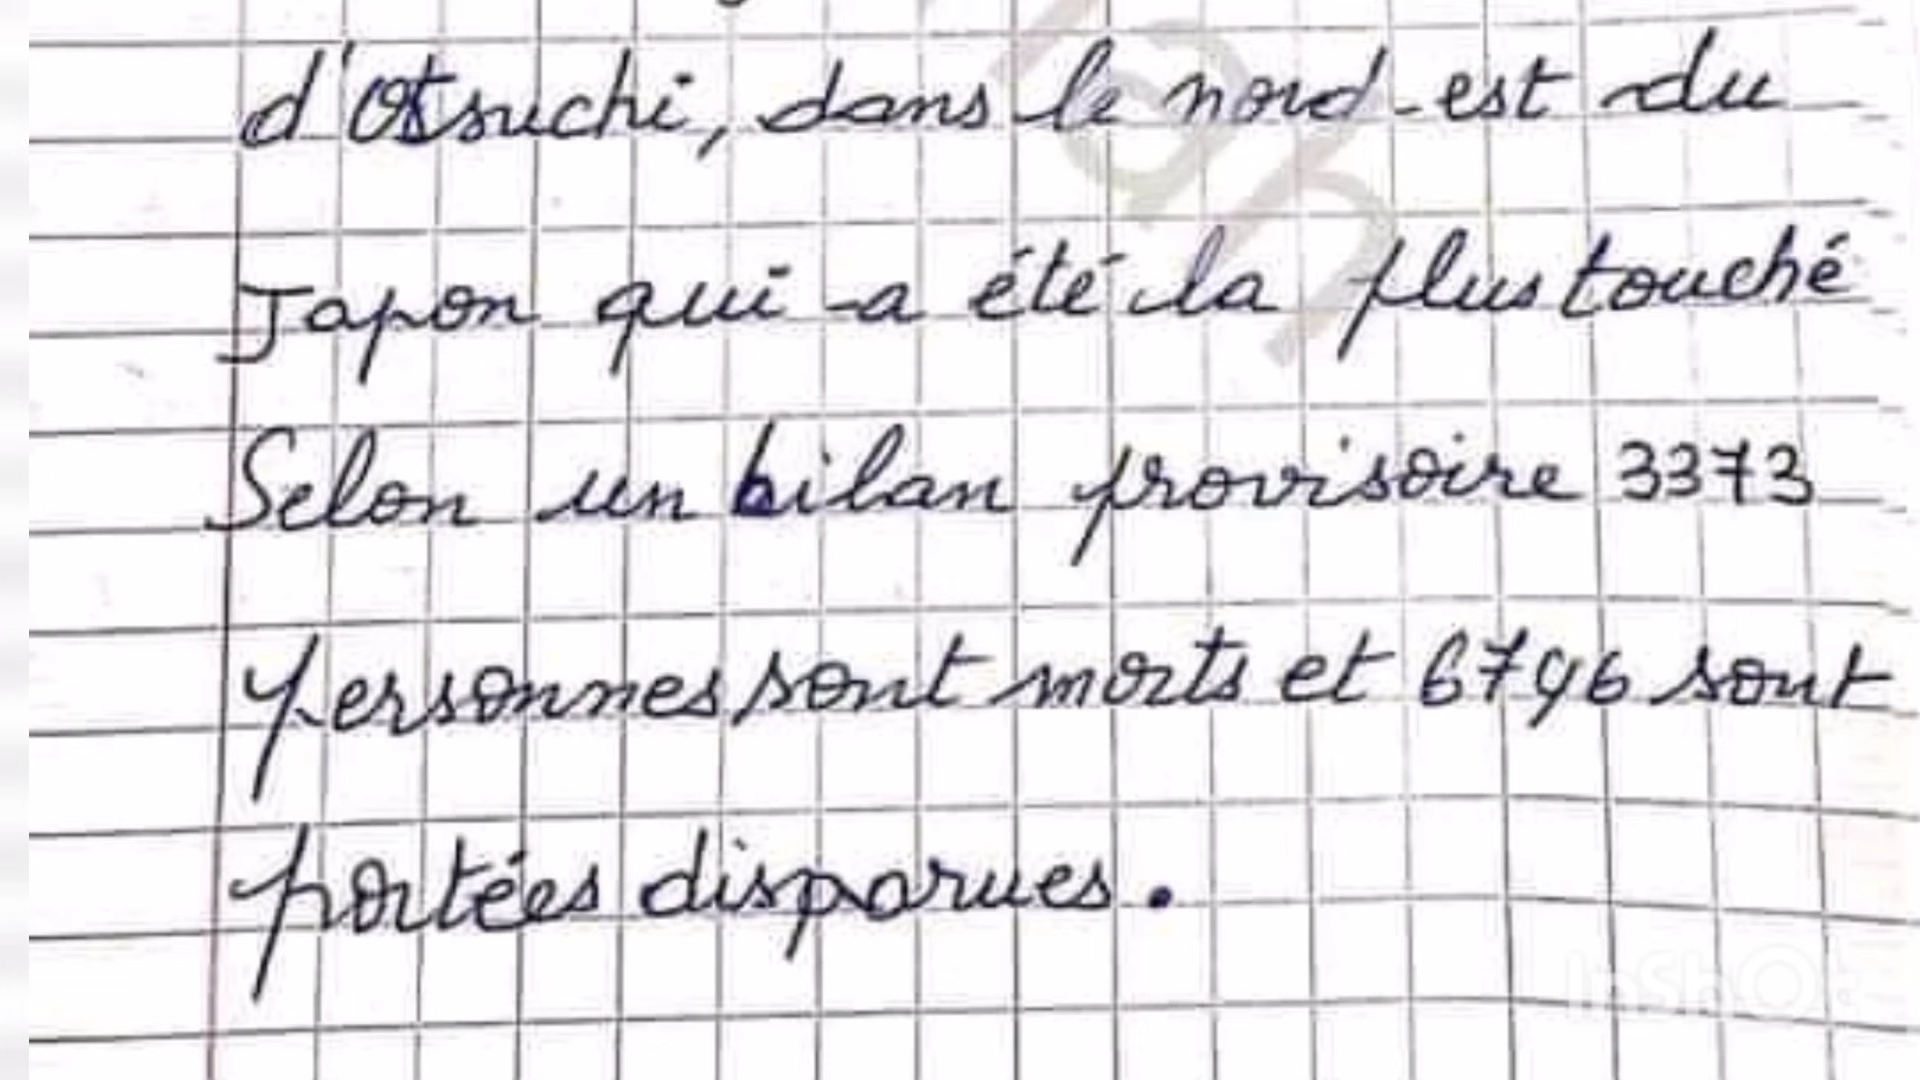 d'Otsuchi, dans le nord-est du
Japon qui a été la plus touché
Selon un bilan provisoire 3373
personnes sont morts et 6796 sont
portées disparues.
InShOt